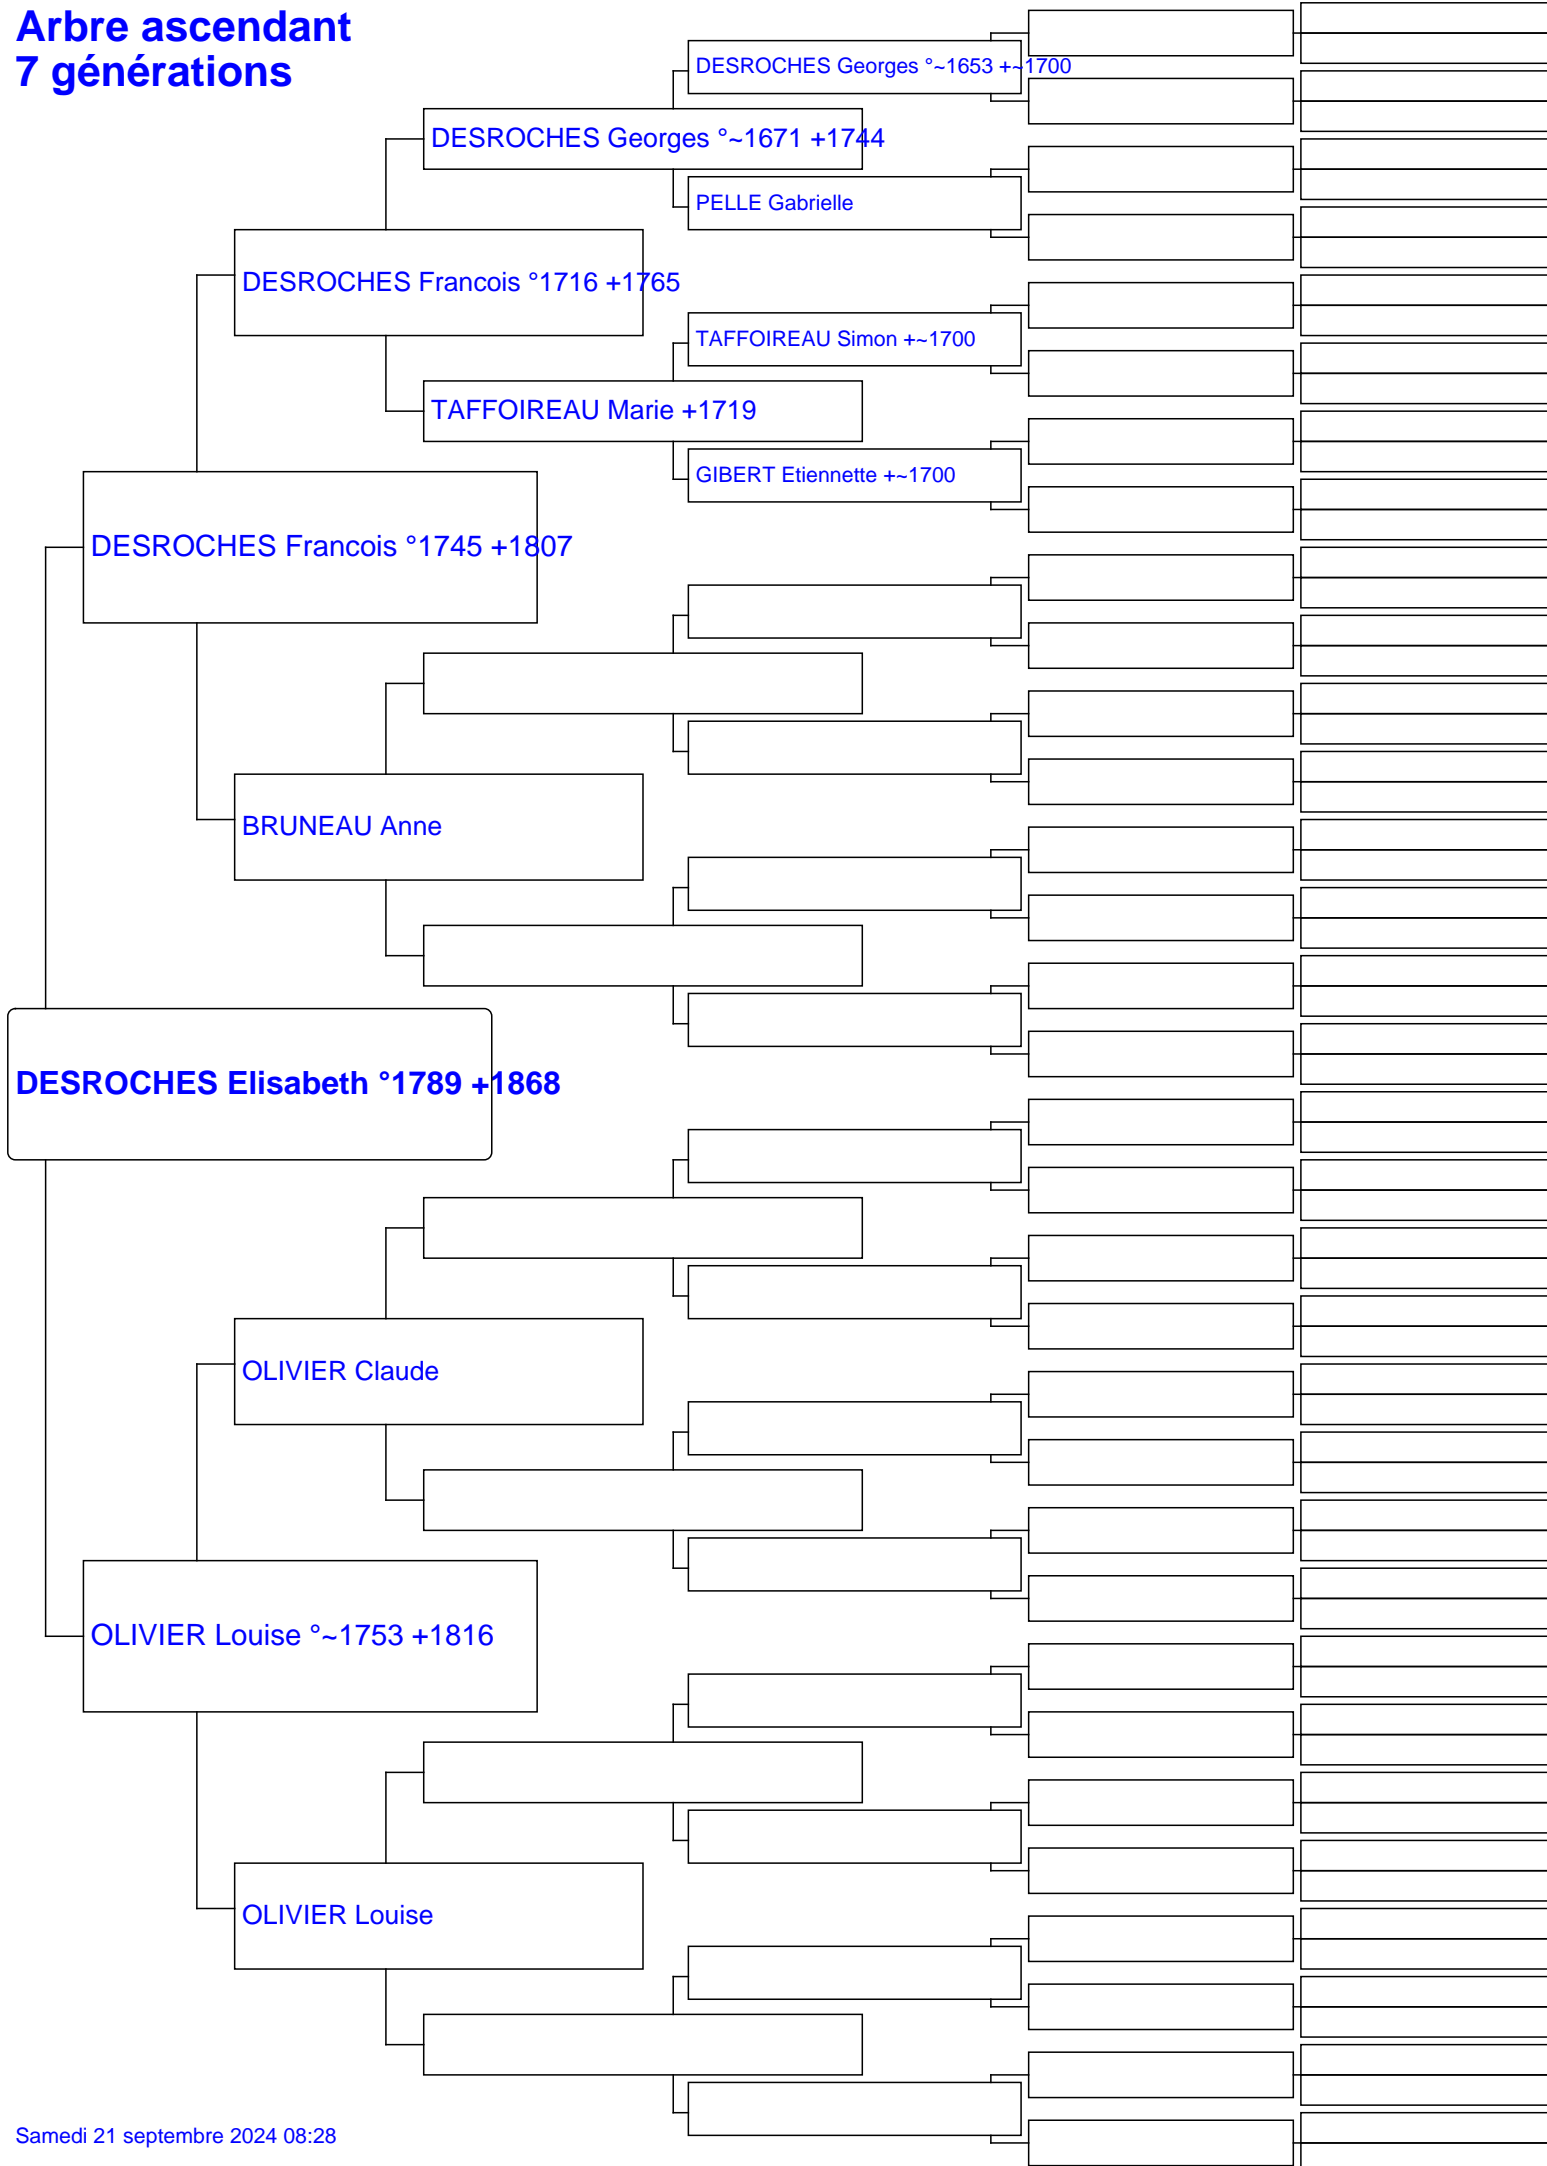 Arbre ascendant
7 générations
DESROCHES Georges °~1653 +~1700
DESROCHES Georges °~1671 +1744
PELLE Gabrielle
DESROCHES Francois °1716 +1765
TAFFOIREAU Simon +~1700
TAFFOIREAU Marie +1719
GIBERT Etiennette +~1700
DESROCHES Francois °1745 +1807
BRUNEAU Anne
DESROCHES Elisabeth °1789 +1868
OLIVIER Claude
OLIVIER Louise °~1753 +1816
OLIVIER Louise
Samedi 21 septembre 2024 08:28